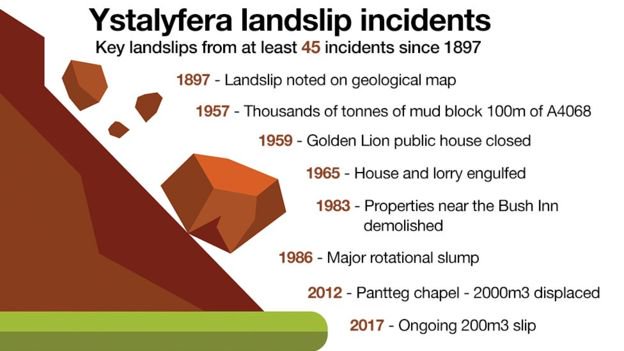 Ystalyfera landslip incidents
Key landslips from at least 45 incidents since 1897
1897 - Landslip noted on geological map
1957 - Thousands of tonnes of mud block 100m of A4068
1959 - Golden Lion public house closed
1965 - House and lorry engulfed
1983 - Properties near the Bush Inn
demolished
1986 - Major rotational slump
2012 - Pantteg chapel - 2000m3 displaced
2017 - Ongoing 200m3 slip